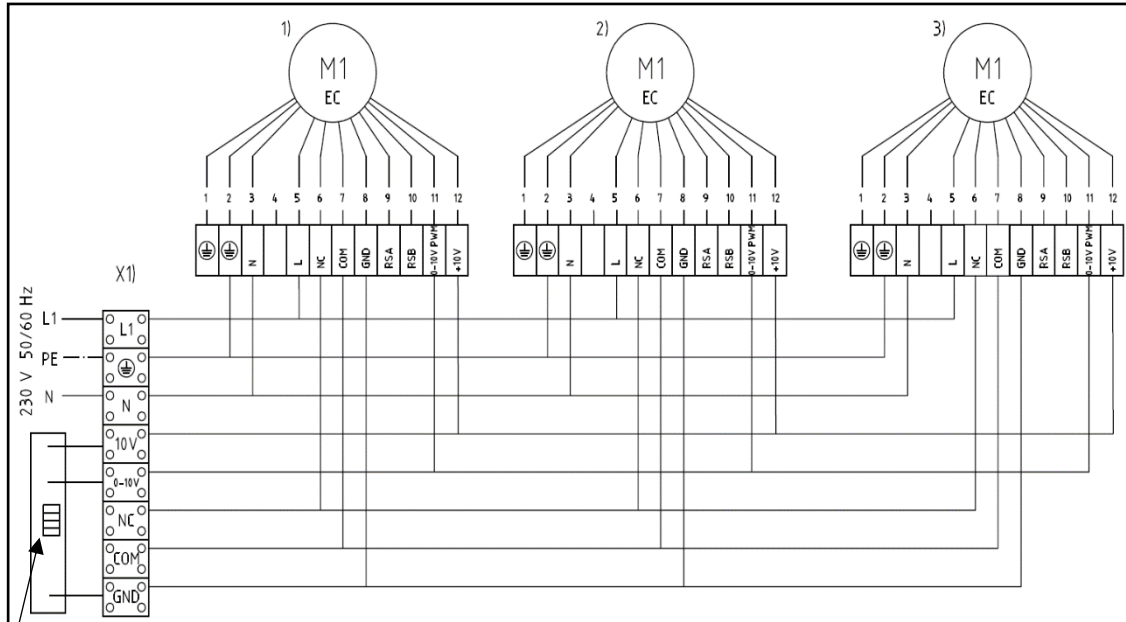 1) 2) 3)
M1 M1 M1
EC EC EC
1 2 3 4 5 6 7 8 9 10 11 12 1 2 3 4 5 6 7 8 9 10 11 12 1 2 3 4 5 6 7 8 9 10 11 12
N L NC COM GND RSA RSB 0-10V PWM +10V N L NC COM GND RSA RSB 0-10V PWM +10V N L NC COM GND RSA RSB 0-10V PWM +10V
X1)
230 V 50/60 Hz
L1 L1
PE
N N
10V
0-10V
NC
COM
GND